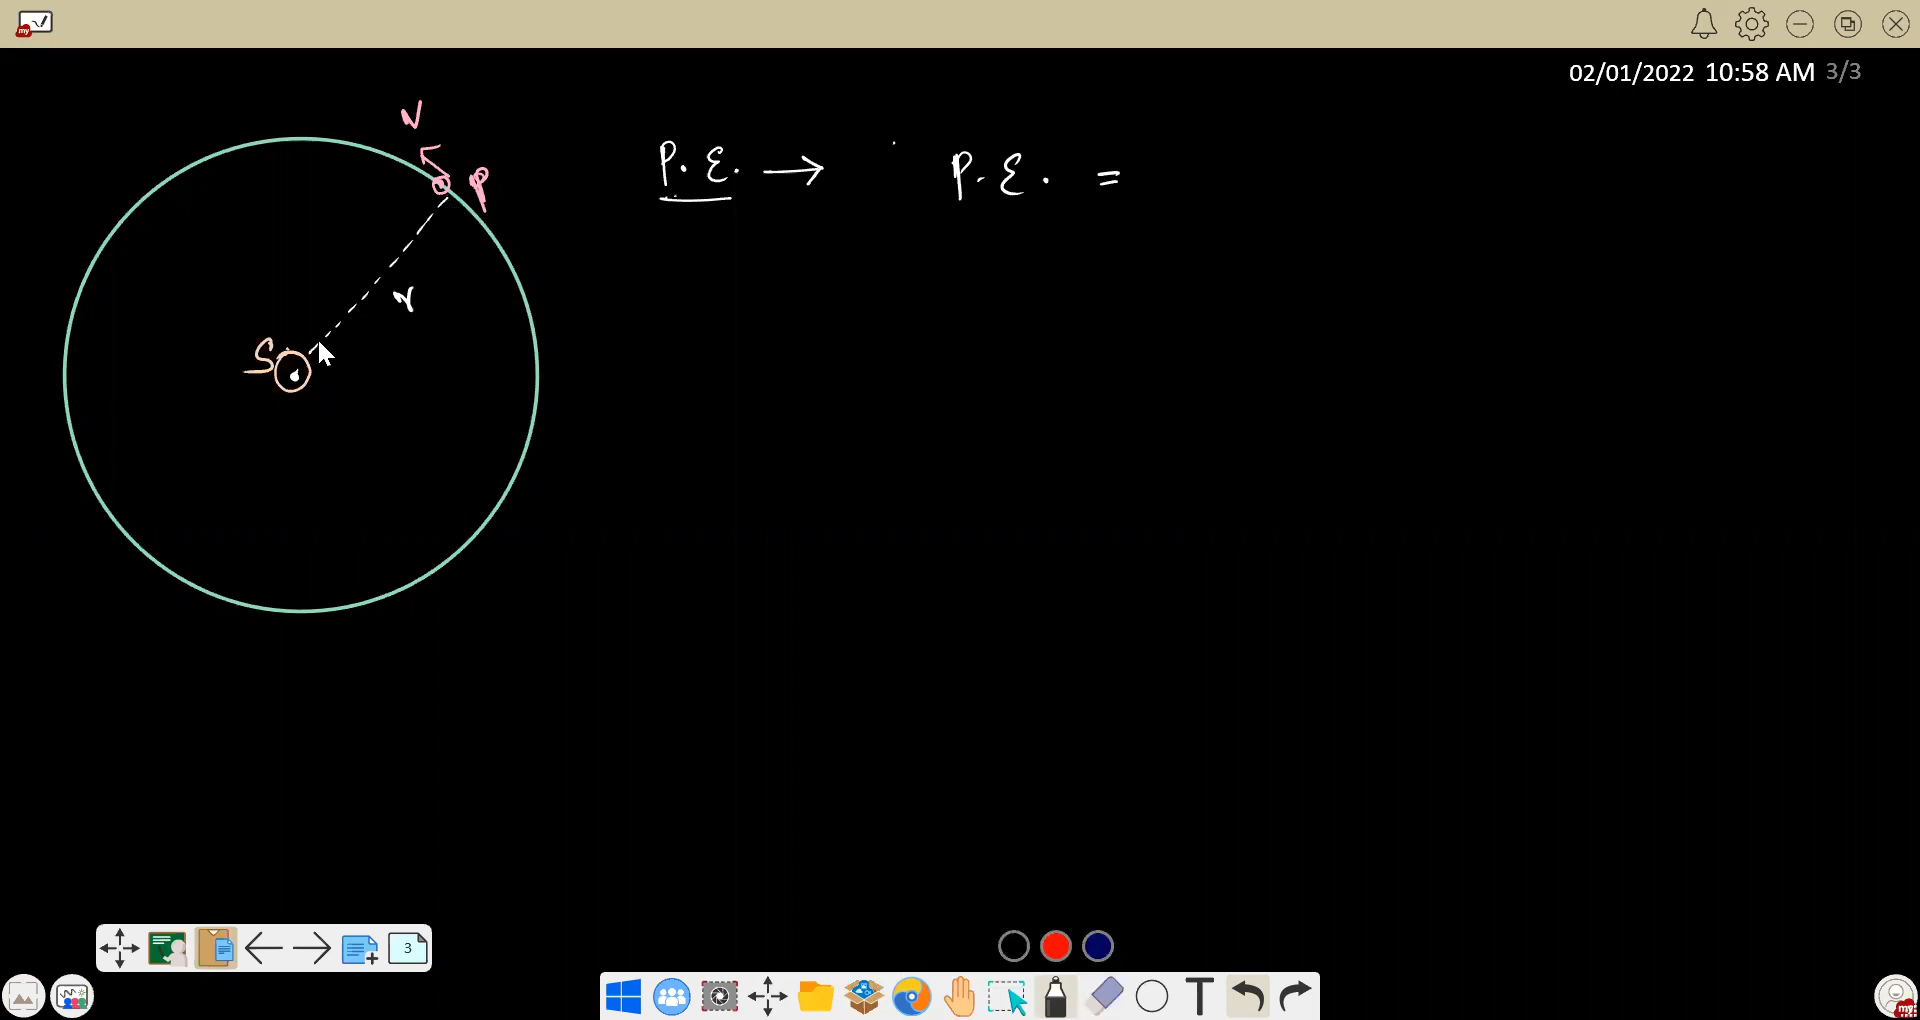 02/01/2022 10:58 AM 3/3
V
P
P.E. → P.E. =
r
S
3